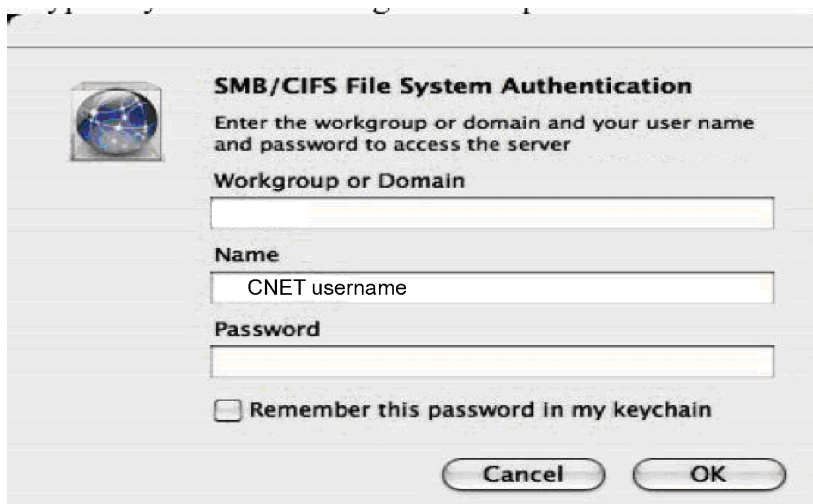 SMB/CIFS File System Authentication
Enter the workgroup or domain and your user name
and password to access the server
Workgroup or Domain
Name
CNET username
Password
Remember this password in my keychain
Cancel
OK